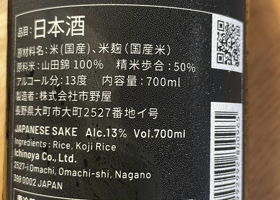 品目:日本酒
原材料名:米(国産)、米麹(国産米)
原料米:山田錦100% 精米歩合:50%
アルコール分:13度 内容量:700ml
製造者:株式会社市野屋
長野県大町市大町2527番地イ号
JAPANESE SAKE Alc.13% Vol.700ml
Ingredients: Rice, Koji Rice
Ichinoya Co., Ltd.
2527-i Omachi, Omachi-shi, Nagano
398-0002 JAPAN